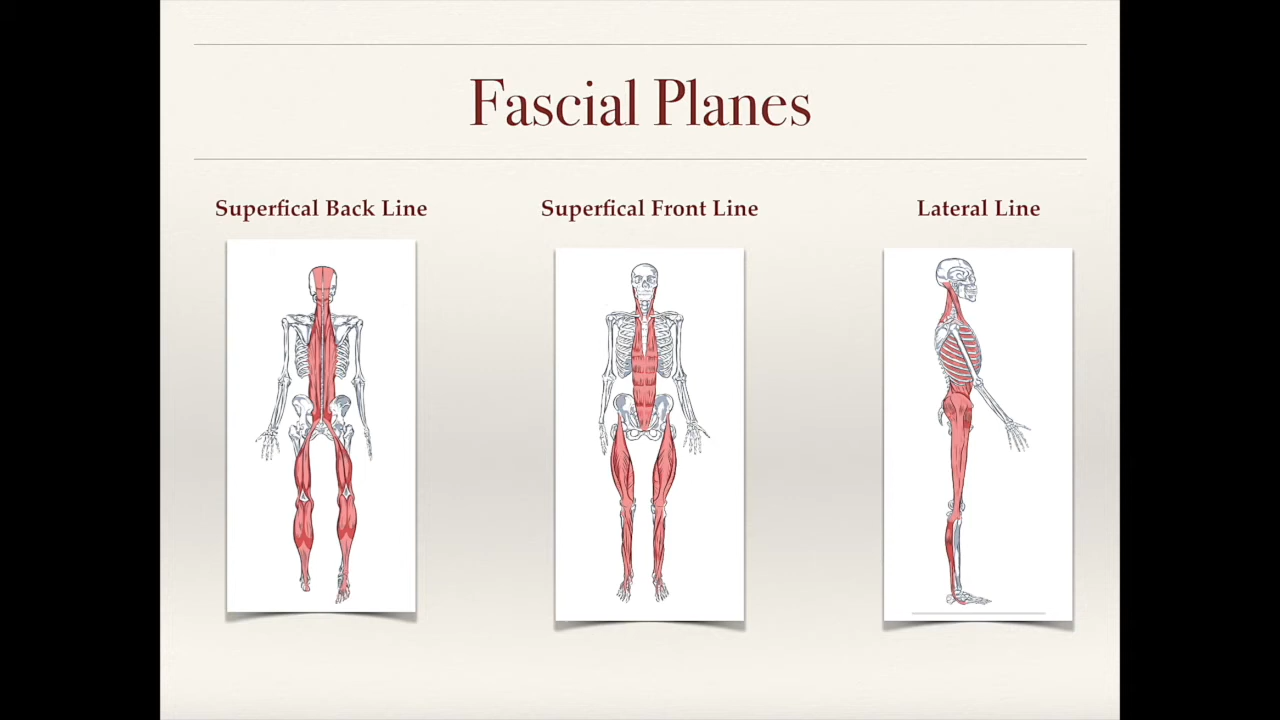 Fascial Planes
Superfical Back Line
Superfical Front Line
Lateral Line